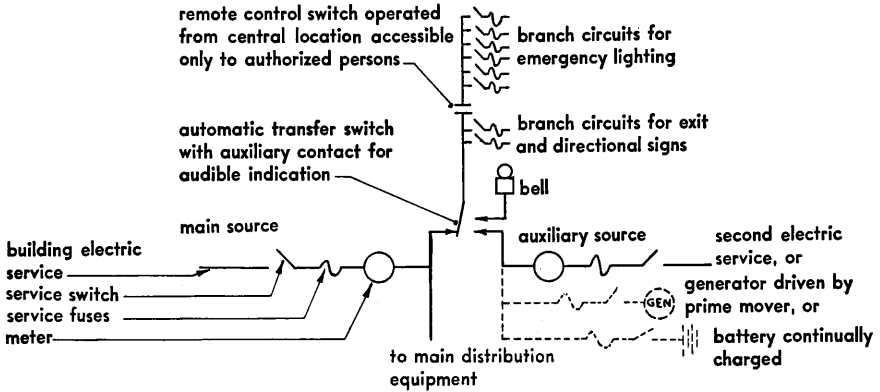 remote control switch operated
from central location accessible
only to authorized persons
branch circuits for
emergency lighting
automatic transfer switch
with auxiliary contact for
audible indication
branch circuits for exit
and directional signs
bell
main source
building electric
service
service switch
service fuses
meter
auxiliary source
second electric
service, or
generator driven by
prime mover, or
GEN
battery continually
charged
to main distribution
equipment